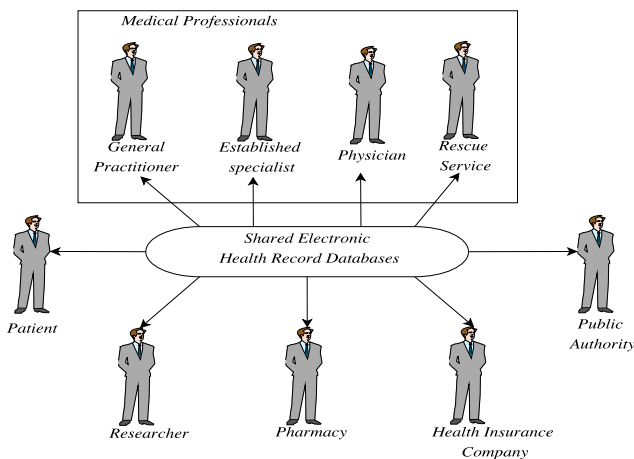 Medical Professionals
General
Practitioner
Established
specialist
Physician
Rescue
Service
Shared Electronic
Health Record Databases
Patient
Public
Authority
Researcher
Pharmacy
Health Insurance
Company